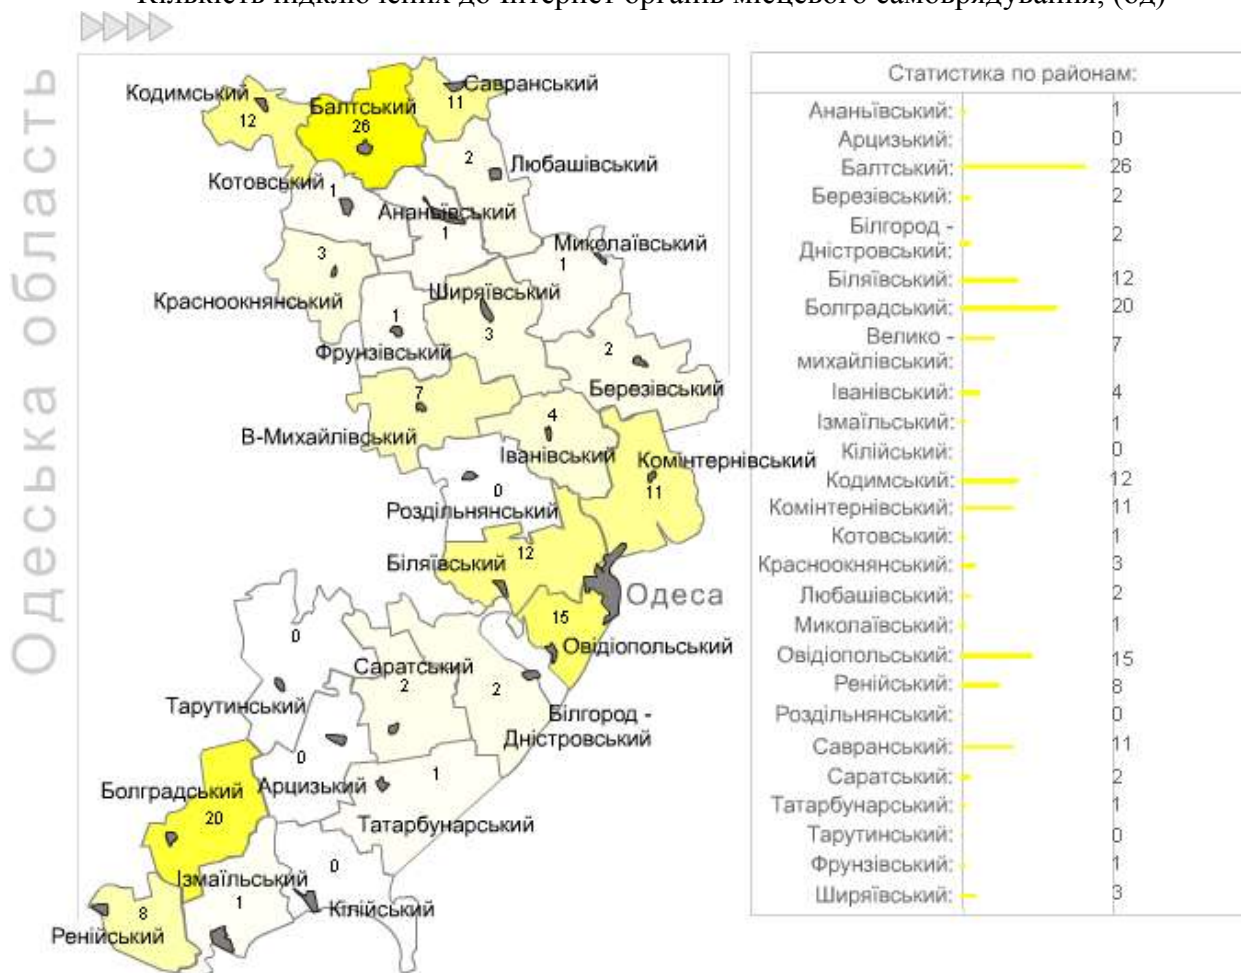 Кількість підключених до Інтернет органів місцевого самоврядування, (од)
Одеська область
Кодимський
12
Балтський
26
Савранський
11
Любашівський
2
Котовський
1
Ананьївський
1
Миколаївський
1
Красноокнянський
3
Ширяївський
3
Фрунзівський
1
Березівський
2
В-Михайлівський
7
Іванівський
4
Комінтернівський
11
Роздільнянський
0
Біляївський
12
Одеса
Овідіопольський
15
Тарутинський
0
Саратський
2
Білгород -
Дністровський
2
Арцизький
0
Татарбунарський
1
Болградський
20
Ізмаїльський
1
Кілійський
0
Ренійський
8
Статистика по районам:
Ананьївський: 1
Арцизький: 0
Балтський: 26
Березівський: 2
Білгород -
Дністровський: 2
Біляївський: 12
Болградський: 20
Велико -
михайлівський: 7
Іванівський: 4
Ізмаїльський: 1
Кілійський: 0
Кодимський: 12
Комінтернівський: 11
Котовський: 1
Красноокнянський: 3
Любашівський: 2
Миколаївський: 1
Овідіопольський: 15
Ренійський: 8
Роздільнянський: 0
Савранський: 11
Саратський: 2
Татарбунарський: 1
Тарутинський: 0
Фрунзівський: 1
Ширяївський: 3